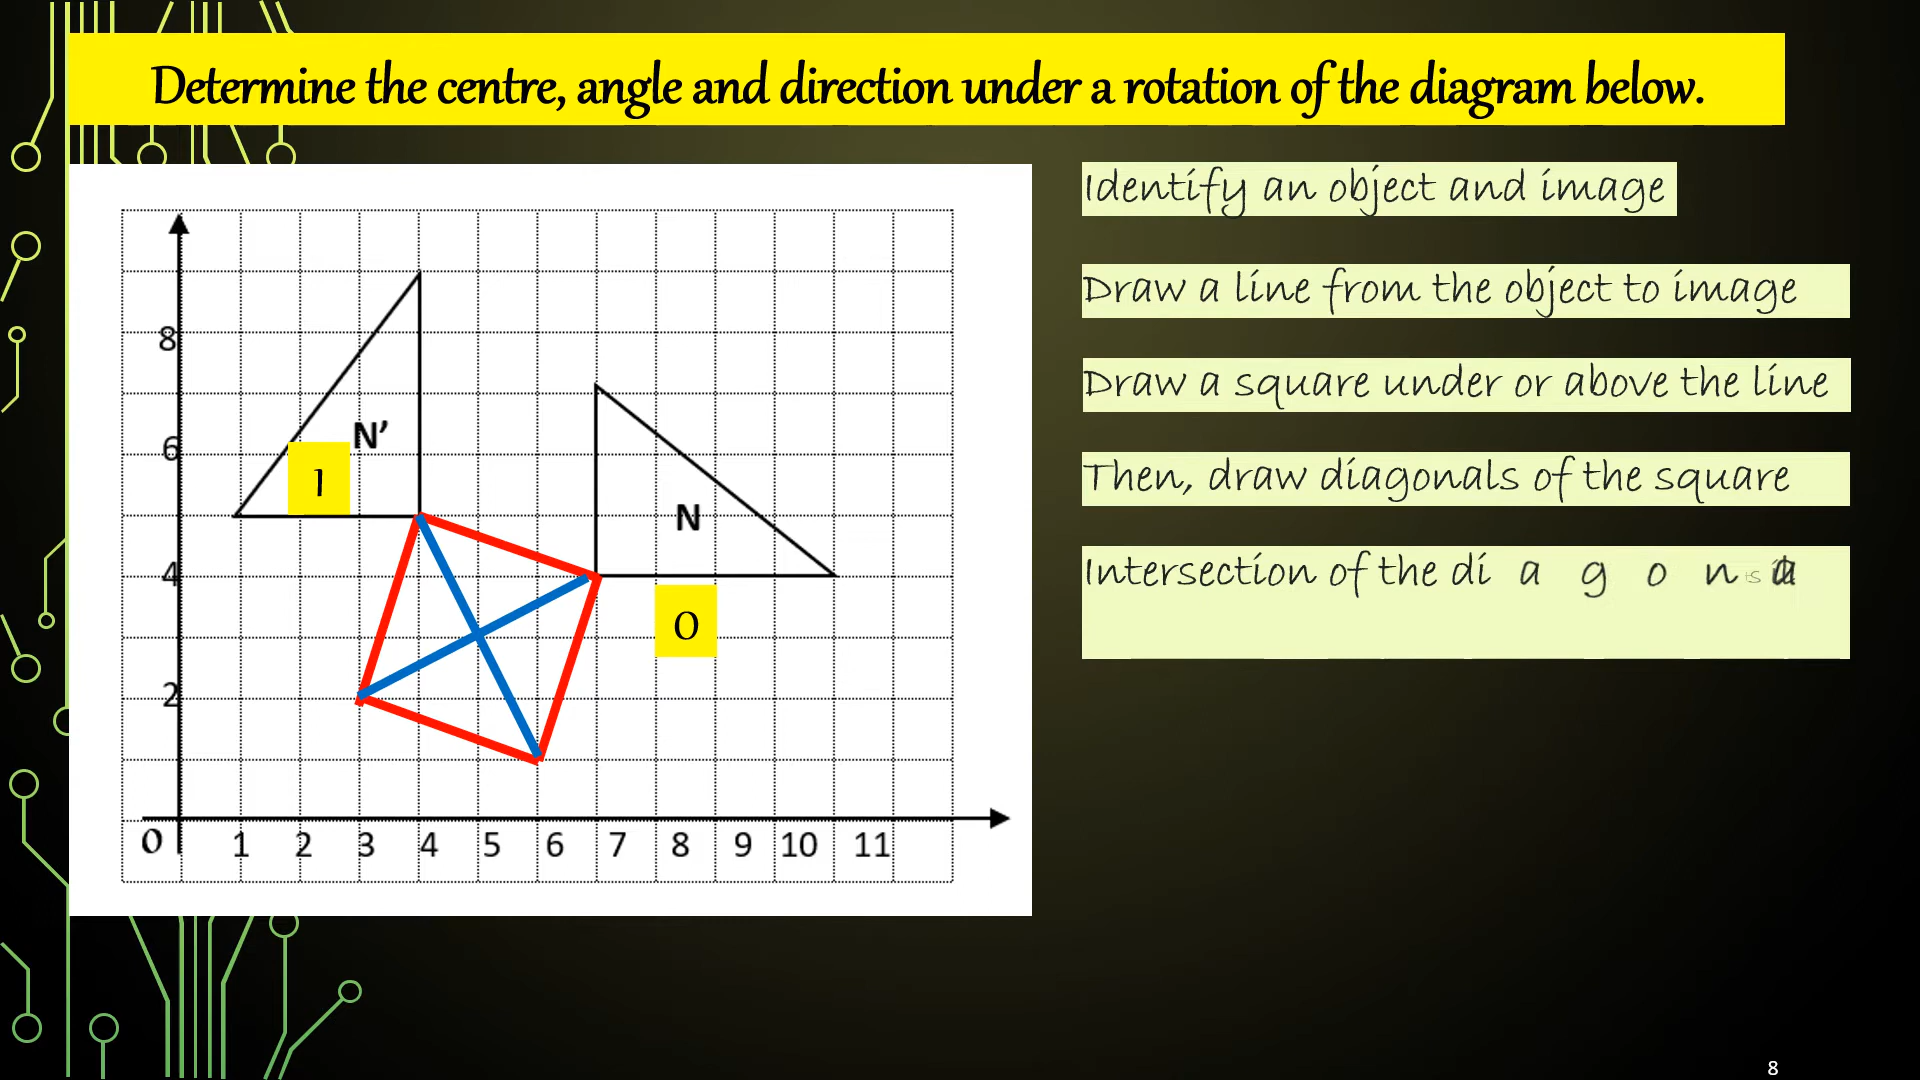 Determine the centre, angle and direction under a rotation of the diagram below.
Identify an object and image
Draw a line from the object to image
Draw a square under or above the line
Then, draw diagonals of the square
Intersection of the di a g o n
8
6
4
2
N'
I
N
O
0 1 2 3 4 5 6 7 8 9 10 11
8